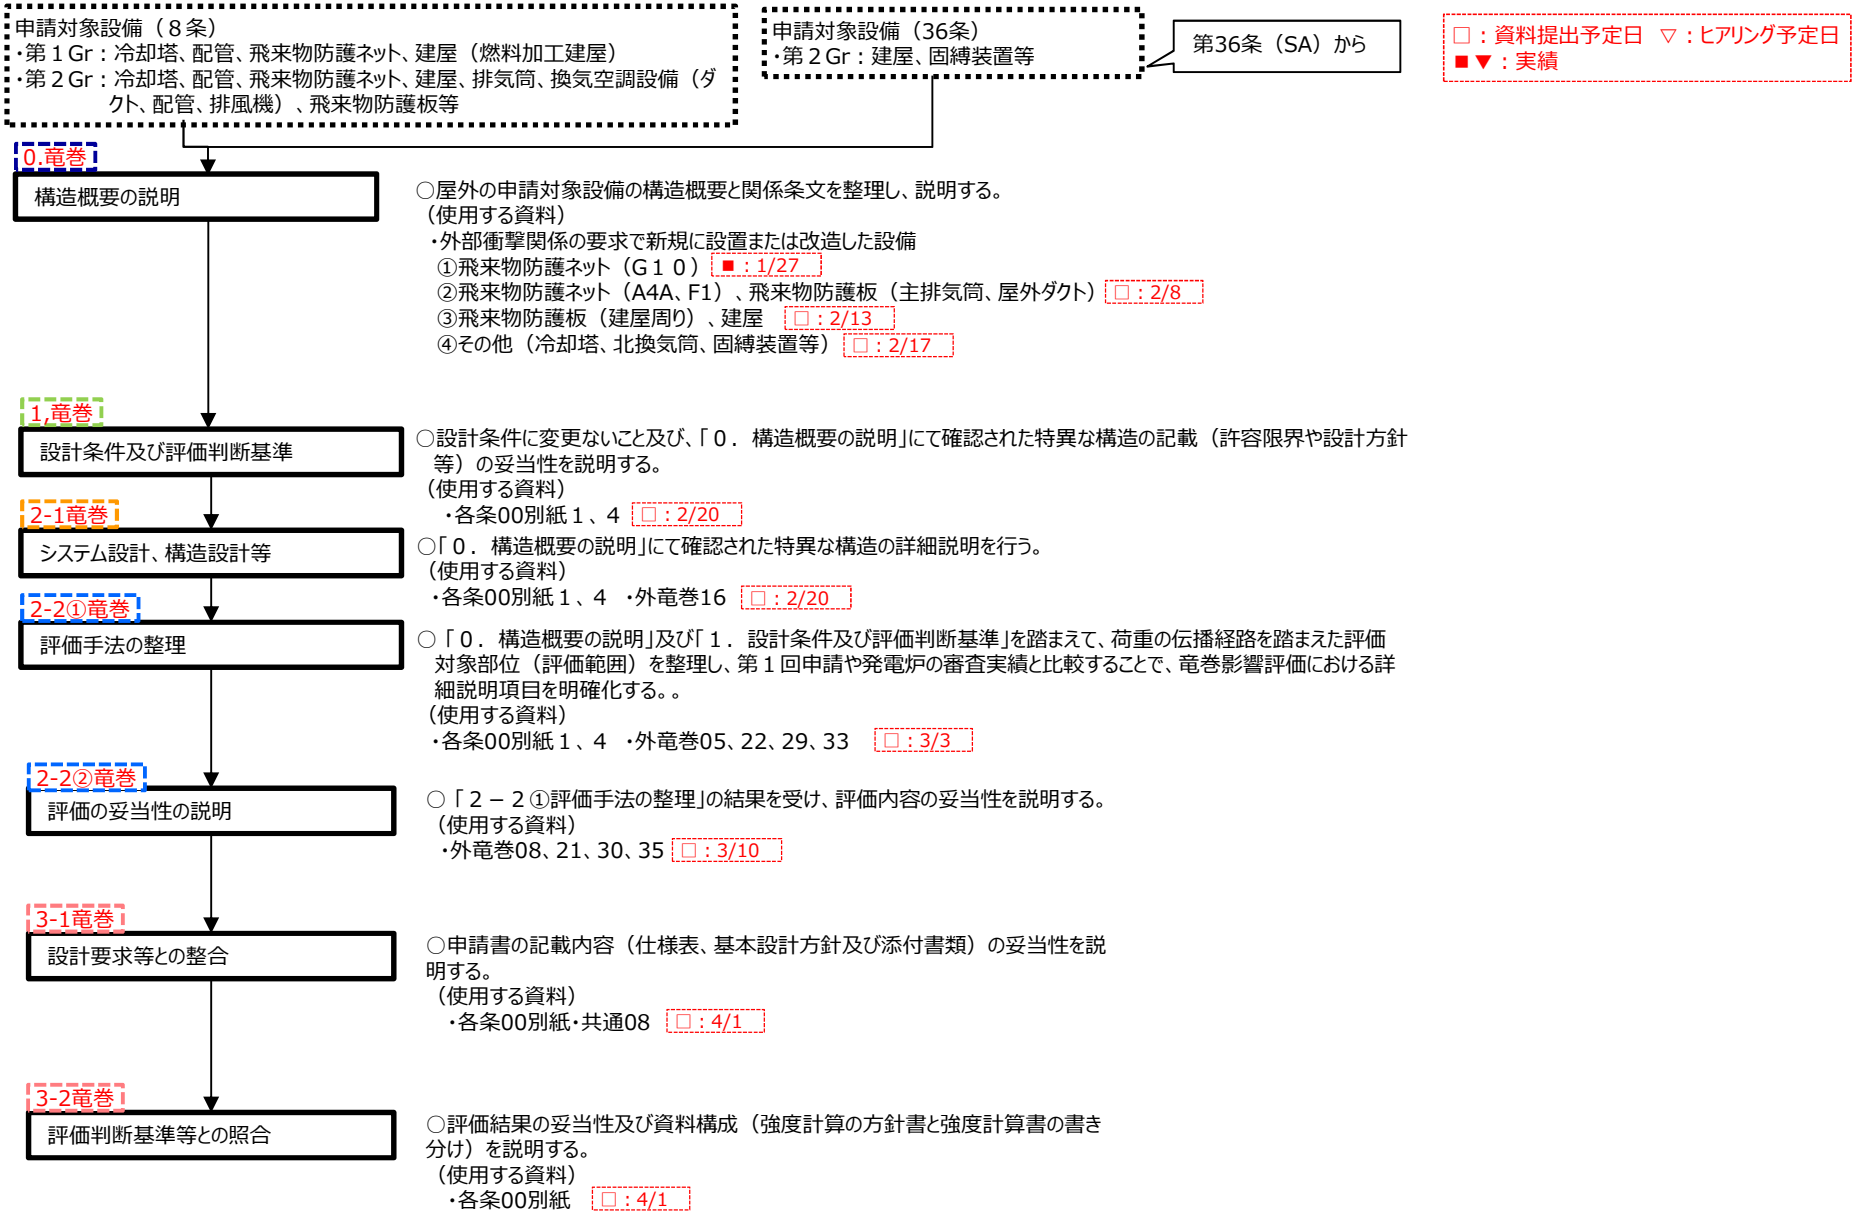 申請対象設備（８条）
・第１Gr：冷却塔、配管、飛来物防護ネット、建屋（燃料加工建屋）
・第２Gr：冷却塔、配管、飛来物防護ネット、建屋、排気筒、換気空調設備（ダ
クト、配管、排風機）、飛来物防護板等
申請対象設備（36条）
・第２Gr：建屋、固縛装置等
第36条（SA）から
□：資料提出予定日　▽：ヒアリング予定日
■▼：実績
0.竜巻
構造概要の説明
○屋外の申請対象設備の構造概要と関係条文を整理し、説明する。
（使用する資料）
・外部衝撃関係の要求で新規に設置または改造した設備
①飛来物防護ネット（G１０） ■：1/27
②飛来物防護ネット（A4A、F1）、飛来物防護板（主排気筒、屋外ダクト） □：2/8
③飛来物防護板（建屋周り）、建屋 □：2/13
④その他（冷却塔、北換気筒、固縛装置等） □：2/17
1,竜巻
設計条件及び評価判断基準
○設計条件に変更ないこと及び、「０．構造概要の説明」にて確認された特異な構造の記載（許容限界や設計方針
等）の妥当性を説明する。
（使用する資料）
・各条00別紙１、４ □：2/20
2-1竜巻
システム設計、構造設計等
○「０．構造概要の説明」にて確認された特異な構造の詳細説明を行う。
（使用する資料）
・各条00別紙１、４　・外竜巻16 □：2/20
2-2①竜巻
評価手法の整理
○「０．構造概要の説明」及び「１．設計条件及び評価判断基準」を踏まえて、荷重の伝播経路を踏まえた評価
対象部位（評価範囲）を整理し、第１回申請や発電炉の審査実績と比較することで、竜巻影響評価における詳
細説明項目を明確化する。。
（使用する資料）
・各条00別紙１、４　・外竜巻05、22、29、33 □：3/3
2-2②竜巻
評価の妥当性の説明
○「２－２①評価手法の整理」の結果を受け、評価内容の妥当性を説明する。
（使用する資料）
・外竜巻08、21、30、35 □：3/10
3-1竜巻
設計要求等との整合
○申請書の記載内容（仕様表、基本設計方針及び添付書類）の妥当性を説
明する。
（使用する資料）
・各条00別紙・共通08 □：4/1
3-2竜巻
評価判断基準等との照合
○評価結果の妥当性及び資料構成（強度計算の方針書と強度計算書の書き
分け）を説明する。
（使用する資料）
・各条00別紙 □：4/1